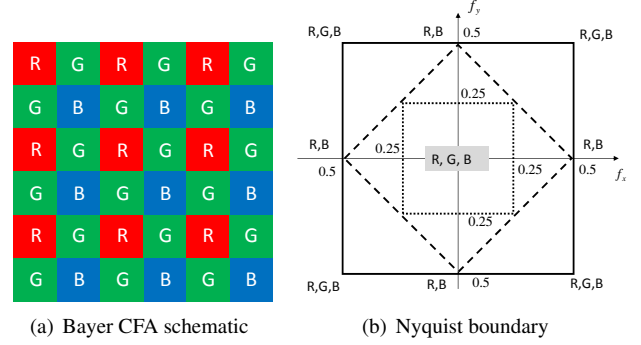 R G R G R G
G B G B G B
R G R G R G
G B G B G B
R G R G R G
G B G B G B
(a) Bayer CFA schematic
f_y
R,G,B
R,B
0.5
R,G,B
0.25
R,B
0.25
R, G, B
0.25
R,B
0.5
0.5
f_x
0.25
R,G,B
R,B
0.5
R,G,B
(b) Nyquist boundary